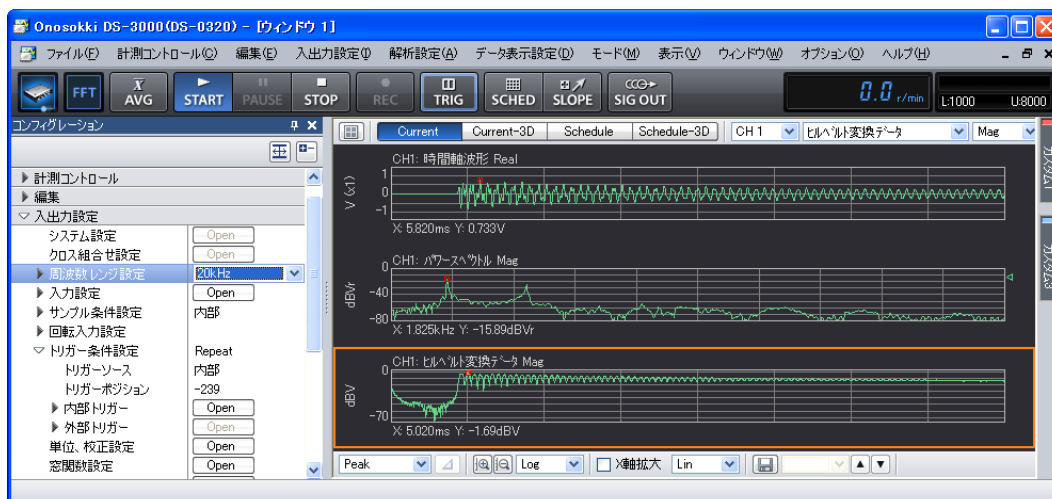 Onosokki DS-3000(DS-0320) - [ウィンドウ 1]
ファイル(F) 計測コントロール(C) 編集(E) 入出力設定(I) 解析設定(A) データ表示設定(D) モード(M) 表示(V) ウィンドウ(W) オプション(O) ヘルプ(H)
FFT X AVG START PAUSE STOP REC TRIG SCHED SLOPE SIG OUT 0.0 r/min L:1000 U:8000
コンフィグレーション
Current Current-3D Schedule Schedule-3D CH 1 ヒルベルト変換データ Mag
計測コントロール
編集
入出力設定
システム設定 Open
クロス組合せ設定 Open
周波数レンジ設定 20kHz
入力設定 Open
サンプル条件設定 内部
回転入力設定
トリガー条件設定 Repeat
トリガーソース 内部
トリガーポジション -239
内部トリガー Open
外部トリガー Open
単位、校正設定 Open
窓関数設定 Open
CH1: 時間軸波形 Real
V (x1)
1
0
-1
X: 5.820ms Y: 0.733V
CH1: パワースペクトル Mag
dBVr
0
-40
-80
X: 1.825kHz Y: -15.89dBVr
CH1: ヒルベルト変換データ Mag
dBV
0
-70
X: 5.020ms Y: -1.69dBV
Peak Log X軸拡大 Lin
カスタム1
カスタム3